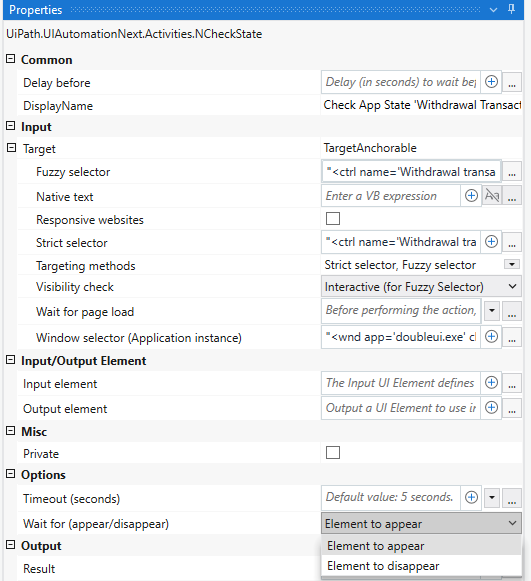 Properties
UiPath.UIAutomationNext.Activities.NCheckState
Common
Delay before Delay (in seconds) to wait bef ...
DisplayName Check App State 'Withdrawal Transact
Input
Target TargetAnchorable
Fuzzy selector "<ctrl name='Withdrawal transa ...
Native text Enter a VB expression Aa ...
Responsive websites
Strict selector "<ctrl name='Withdrawal tra ...
Targeting methods Strict selector, Fuzzy selector
Visibility check Interactive (for Fuzzy Selector)
Wait for page load Before performing the action, ...
Window selector (Application instance) "<wnd app='doubleui.exe' cl ...
Input/Output Element
Input element The Input UI Element defines ...
Output element Output a UI Element to use in ...
Misc
Private
Options
Timeout (seconds) Default value: 5 seconds. ...
Wait for (appear/disappear) Element to appear
Element to appear
Output
Element to disappear
Result